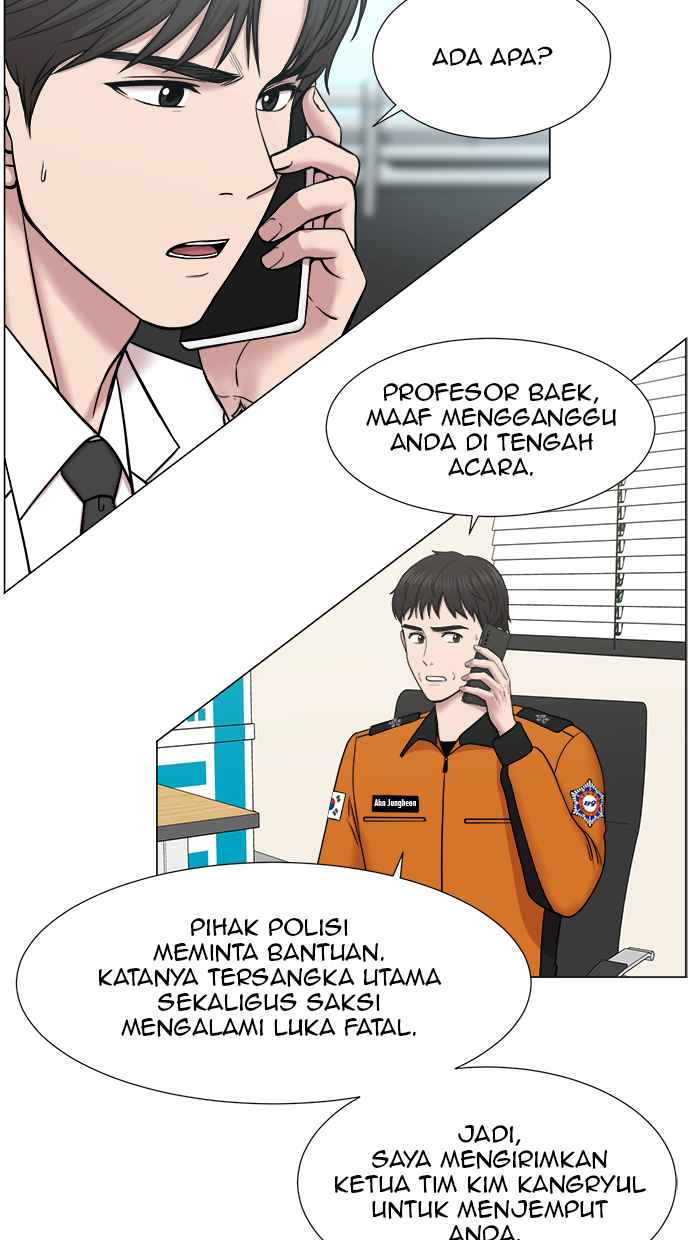 ADA APA?
PROFESOR BAEK,
MAAF MENGGANGGU
ANDA DI TENGAH
ACARA.
Ahn Jungheon
119
PIHAK POLISI
MEMINTA BANTUAN.
KATANYA TERSANGKA UTAMA
SEKALIGUS SAKSI
MENGALAMI LUKA FATAL.
JADI,
SAYA MENGIRIMKAN
KETUA TIM KIM KANGRYUL
UNTUK MENJEMPUT
ANDA.